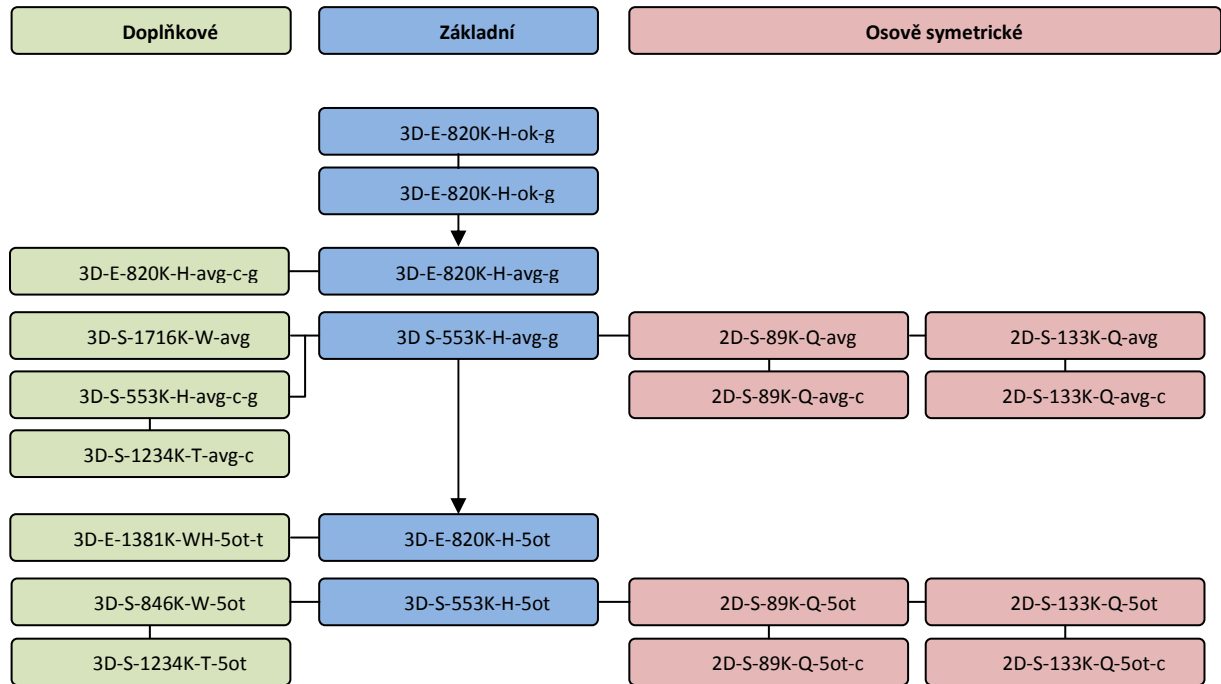 Doplňkové
Základní
Osově symetrické
3D-E-820K-H-ok-g
3D-E-820K-H-ok-g
3D-E-820K-H-avg-c-g
3D-E-820K-H-avg-g
3D-S-1716K-W-avg
3D S-553K-H-avg-g
2D-S-89K-Q-avg
2D-S-133K-Q-avg
3D-S-553K-H-avg-c-g
2D-S-89K-Q-avg-c
2D-S-133K-Q-avg-c
3D-S-1234K-T-avg-c
3D-E-1381K-WH-5ot-t
3D-E-820K-H-5ot
3D-S-846K-W-5ot
3D-S-553K-H-5ot
2D-S-89K-Q-5ot
2D-S-133K-Q-5ot
3D-S-1234K-T-5ot
2D-S-89K-Q-5ot-c
2D-S-133K-Q-5ot-c